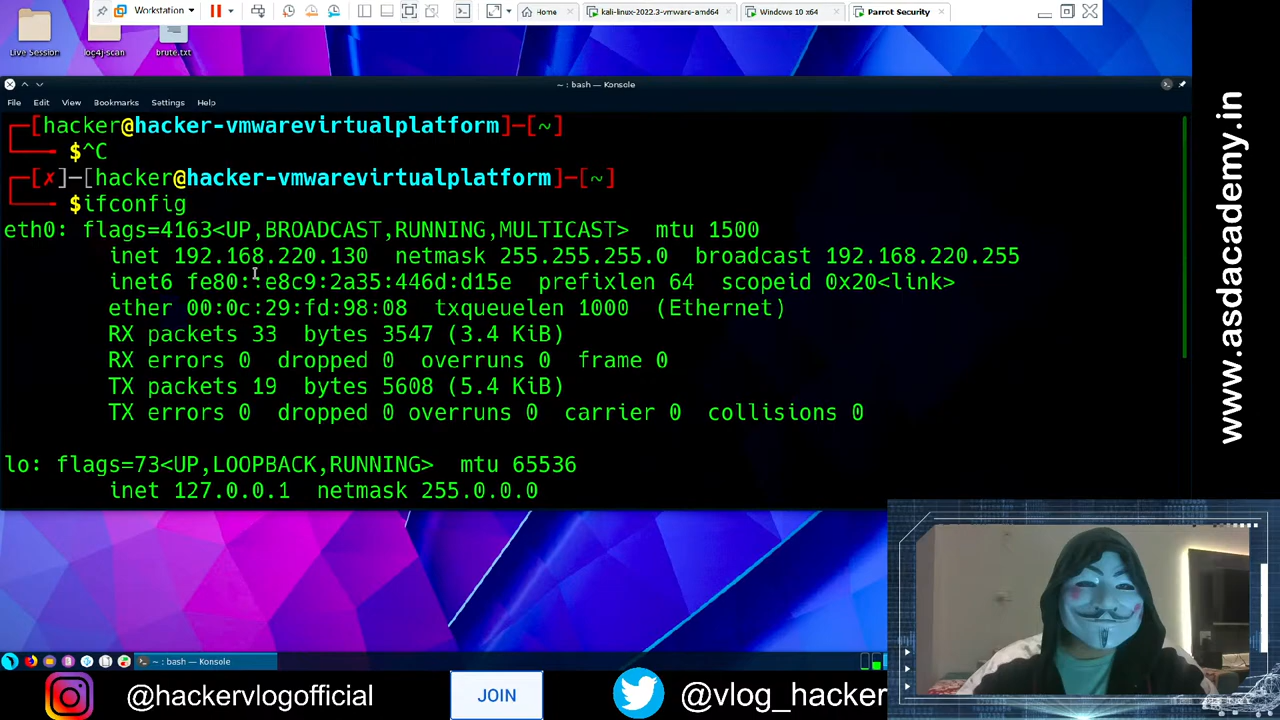 Workstation
Home
kali-linux-2022.3-vmware-amd64
Windows 10 x64
Parrot Security
Live Session
log4j-scan
brute.txt
~ : bash — Konsole
File Edit View Bookmarks Settings Help
┌─[hacker@hacker-vmwarevirtualplatform]─[~]
└── $^C
┌─[✗]─[hacker@hacker-vmwarevirtualplatform]─[~]
└── $ifconfig
eth0: flags=4163<UP,BROADCAST,RUNNING,MULTICAST>  mtu 1500
inet 192.168.220.130  netmask 255.255.255.0  broadcast 192.168.220.255
inet6 fe80::e8c9:2a35:446d:d15e  prefixlen 64  scopeid 0x20<link>
ether 00:0c:29:fd:98:08  txqueuelen 1000  (Ethernet)
RX packets 33  bytes 3547 (3.4 KiB)
RX errors 0  dropped 0  overruns 0  frame 0
TX packets 19  bytes 5608 (5.4 KiB)
TX errors 0  dropped 0 overruns 0  carrier 0  collisions 0
lo: flags=73<UP,LOOPBACK,RUNNING>  mtu 65536
inet 127.0.0.1  netmask 255.0.0.0
www.asdacademy.in
~ : bash — Konsole
@hackervlogofficial
JOIN
@vlog_hacker